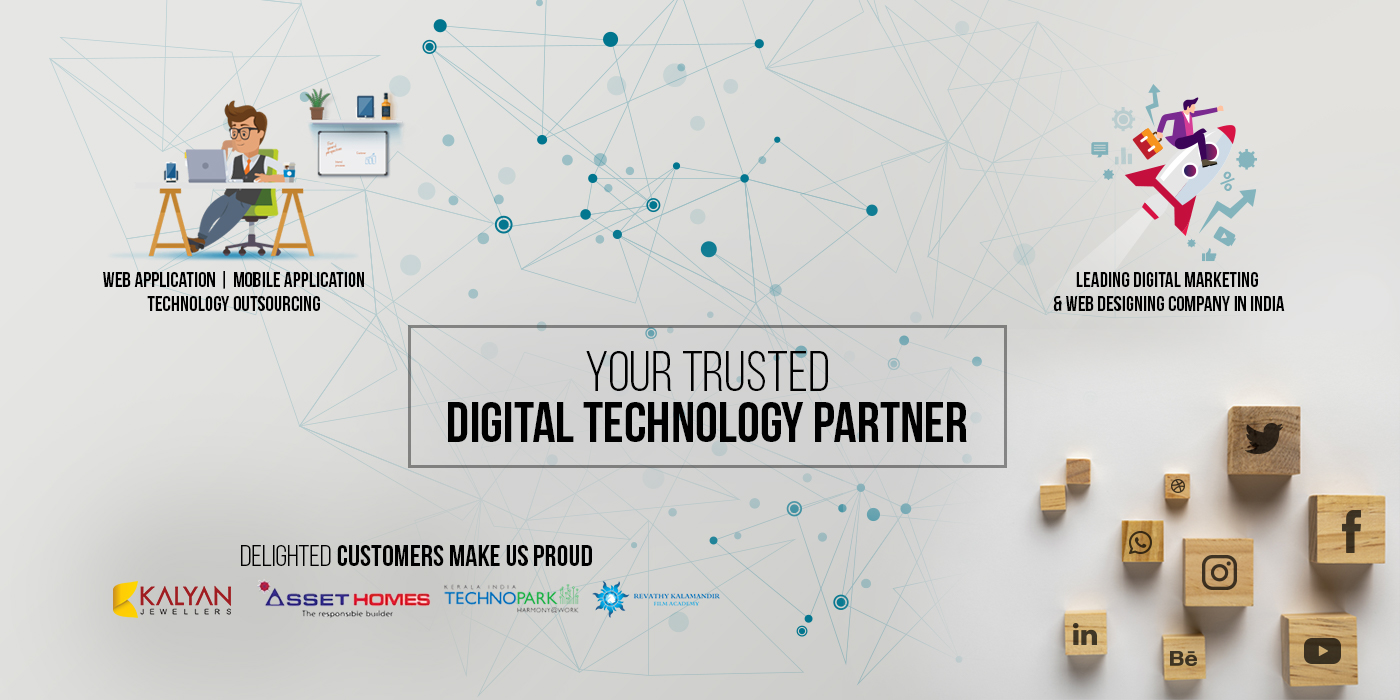 WEB APPLICATION | MOBILE APPLICATION
TECHNOLOGY OUTSOURCING
LEADING DIGITAL MARKETING
& WEB DESIGNING COMPANY IN INDIA
YOUR TRUSTED
DIGITAL TECHNOLOGY PARTNER
DELIGHTED CUSTOMERS MAKE US PROUD
KALYAN
JEWELLERS
ASSET HOMES
The responsible builder
KERALA INDIA
TECHNOPARK
HARMONY@WORK
REVATHY KALAMANDIR
FILM ACADEMY
f
in
Bē